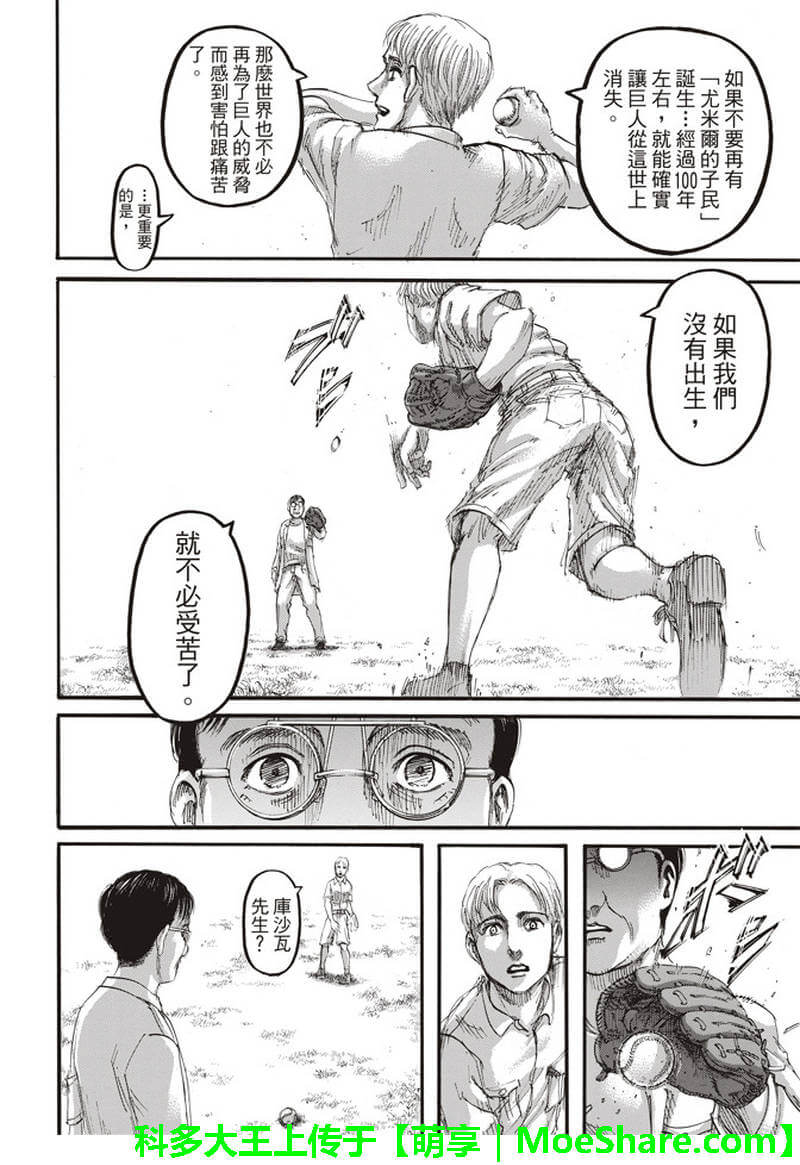 如果不要再有
「尤米爾的子民」
誕生…經過100年
左右，就能確實
讓巨人從這世上
消失。
那麼世界也不必
再為了巨人的威脅
而感到害怕跟痛苦
了。
…更重要
的是，
如果我們
沒有出生，
就不必受苦了。
庫沙瓦
先生？
科多大王上传于【萌享】MoeShare.com】